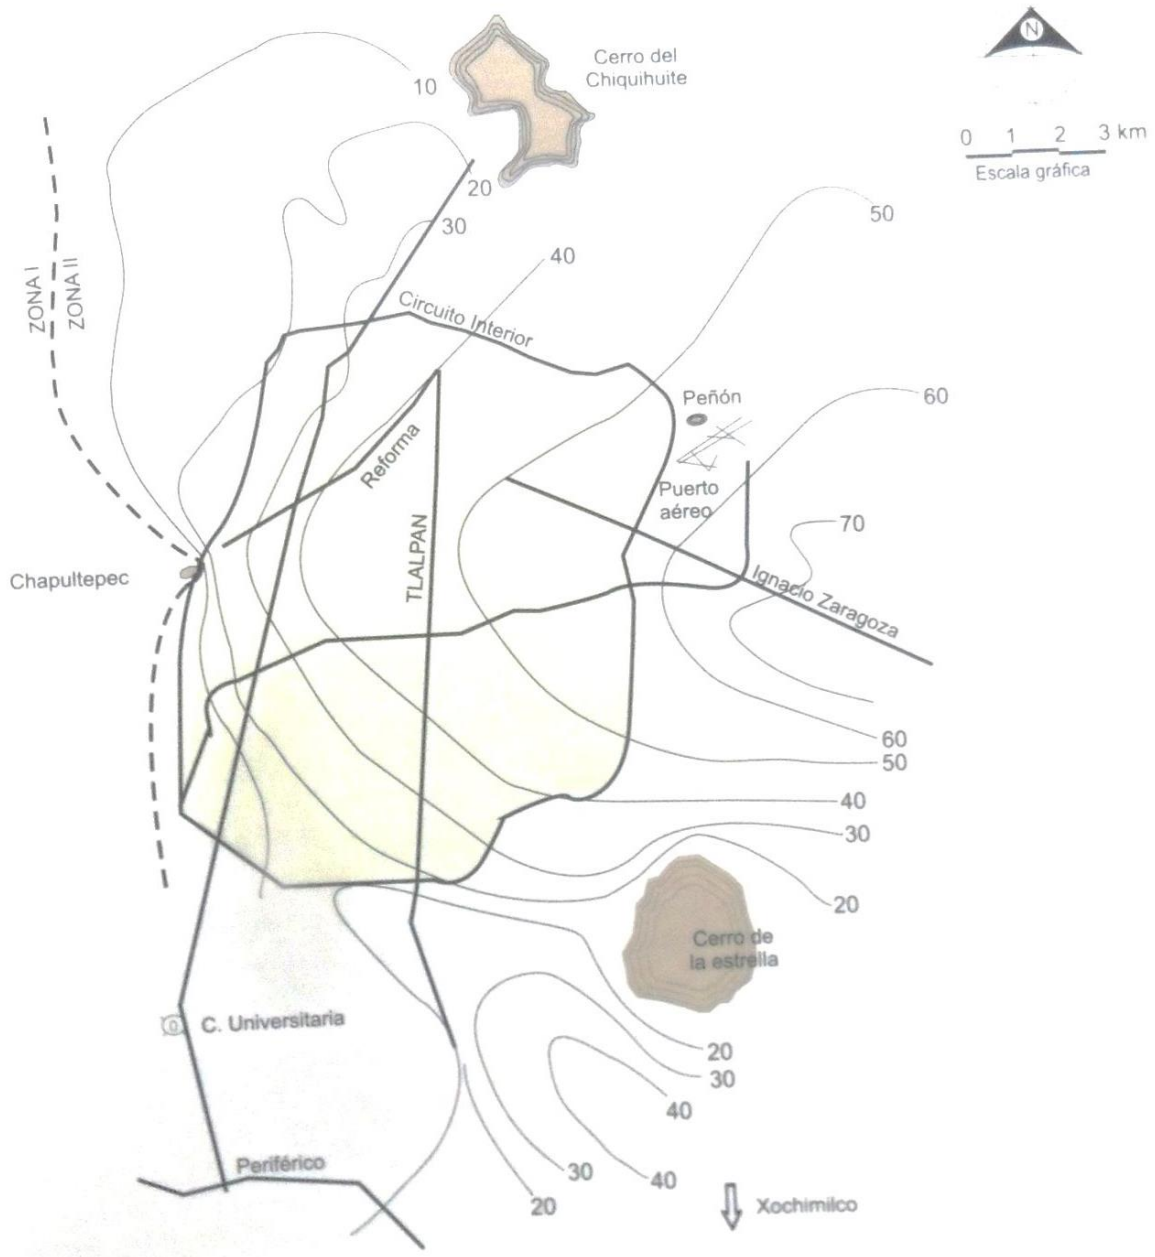 Cerro del
Chiquihuite
N
10
0 1 2 3 km
Escala gráfica
20
50
30
40
ZONA I
ZONA II
Circuito Interior
Peñón
60
Reforma
Puerto
aéreo
70
TLALPAN
Chapultepec
Ignacio Zaragoza
60
50
40
30
20
Cerro de
la estrella
C. Universitaria
20
30
40
Periférico
30
40
20
Xochimilco